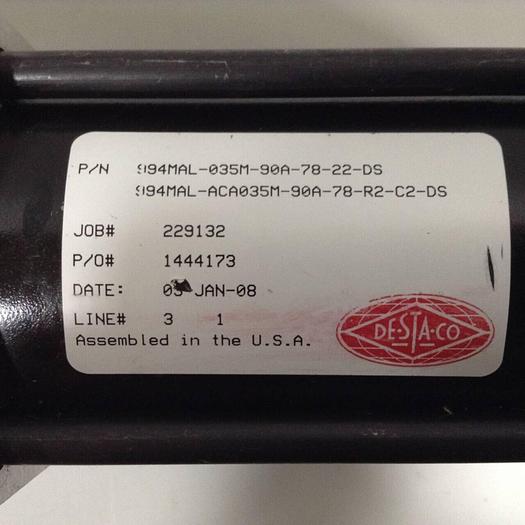 P/N 994MAL-035M-90A-78-22-DS
994MAL-ACA035M-90A-78-R2-C2-DS
JOB# 229132
P/O# 1444173
DATE: 03-JAN-08
LINE# 3 1
Assembled in the U.S.A.
DE-STA-CO